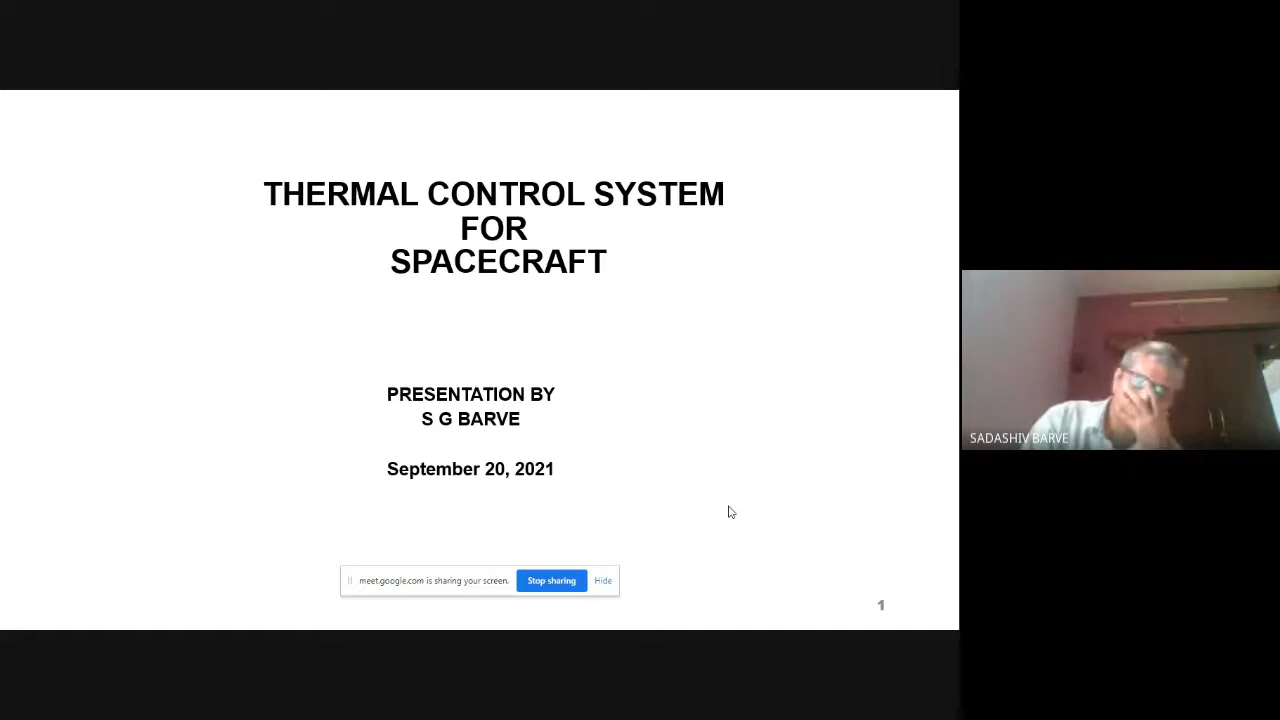 THERMAL CONTROL SYSTEM
FOR
SPACECRAFT
PRESENTATION BY
S G BARVE
September 20, 2021
meet.google.com is sharing your screen.
Stop sharing
Hide
1
SADASHIV BARVE